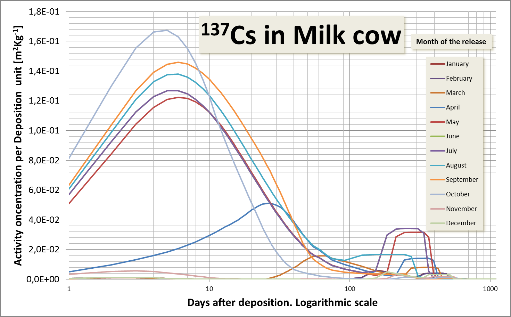 1,8E-01
¹³⁷Cs in Milk cow
Month of the release
1,6E-01
1,4E-01
1,2E-01
1,0E-01
8,0E-02
6,0E-02
4,0E-02
2,0E-02
0,0E+00
Activity oncentration per Deposition unit [m²Kg⁻¹]
January
February
March
April
May
June
July
August
September
October
November
December
1
10
100
1000
Days after deposition. Logarithmic scale